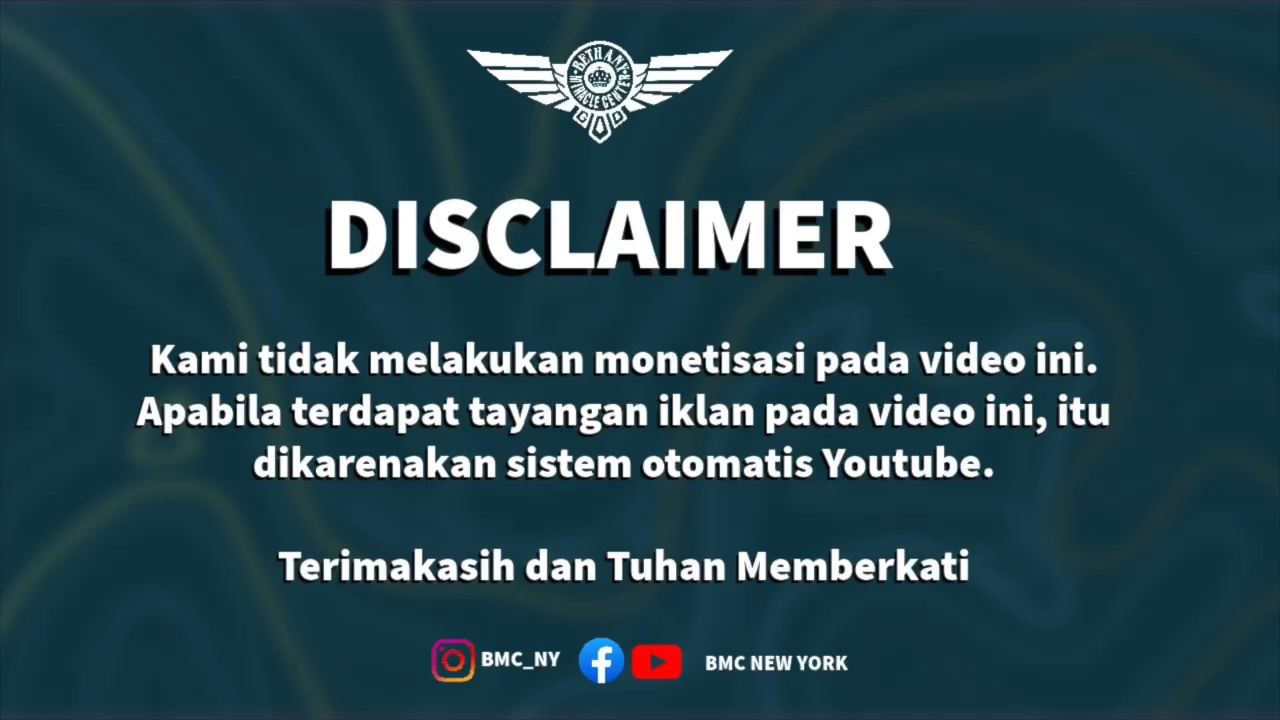 BETHANY
MIRACLE CENTER
DISCLAIMER
Kami tidak melakukan monetisasi pada video ini.
Apabila terdapat tayangan iklan pada video ini, itu
dikarenakan sistem otomatis Youtube.
Terimakasih dan Tuhan Memberkati
BMC_NY
BMC NEW YORK